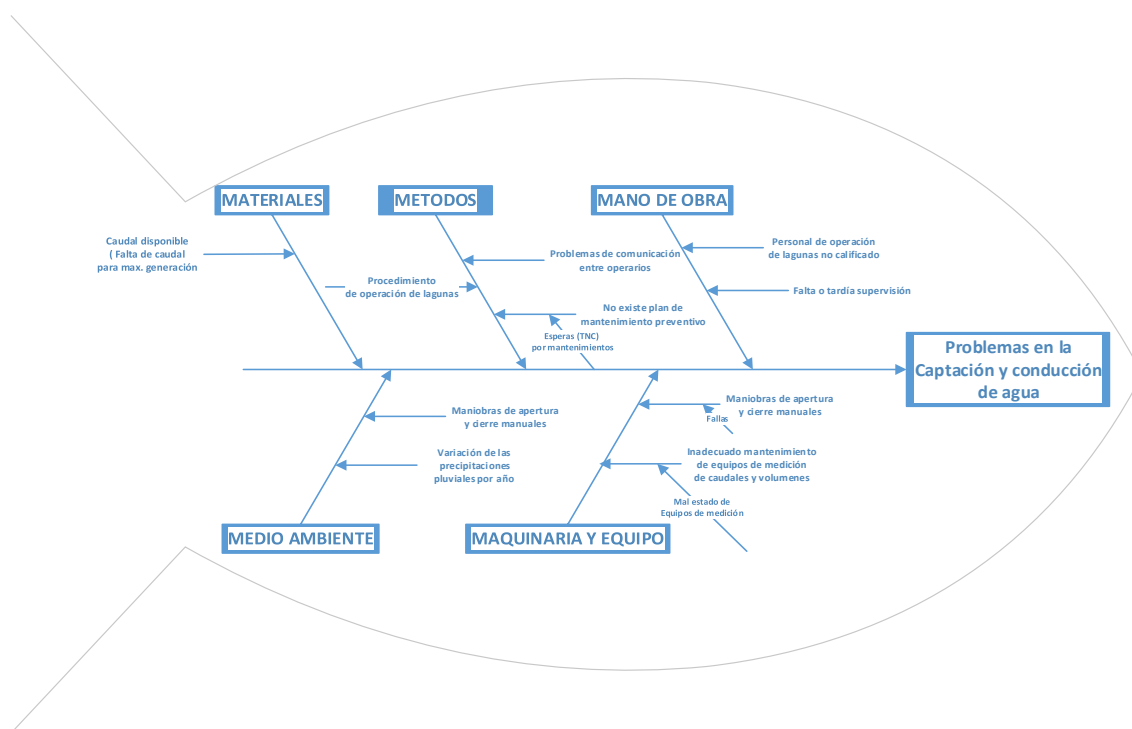 MATERIALES
METODOS
MANO DE OBRA
Caudal disponible
( Falta de caudal
para max. generación
Procedimiento
de operación de lagunas
Problemas de comunicación
entre operarios
No existe plan de
mantenimiento preventivo
Esperas (TNC)
por mantenimientos
Personal de operación
de lagunas no calificado
Falta o tardía supervisión
Problemas en la
Captación y conducción
de agua
Maniobras de apertura
y cierre manuales
Variación de las
precipitaciones
pluviales por año
Maniobras de apertura
y cierre manuales
Fallas
Inadecuado mantenimiento
de equipos de medición
de caudales y volumenes
Mal estado de
Equipos de medición
MEDIO AMBIENTE
MAQUINARIA Y EQUIPO